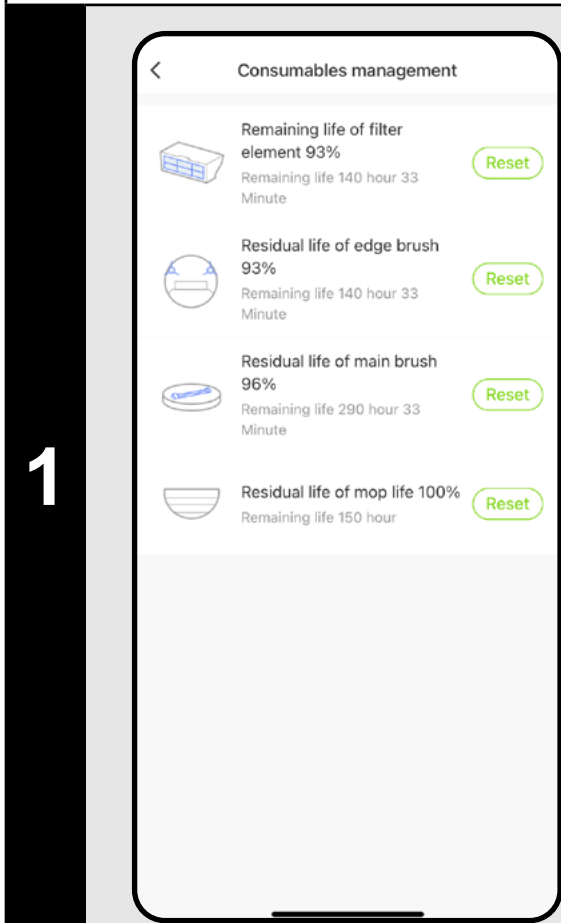 Consumables management
Remaining life of filter
element 93%
Remaining life 140 hour 33
Minute
Reset
Residual life of edge brush
93%
Remaining life 140 hour 33
Minute
Reset
Residual life of main brush
96%
Remaining life 290 hour 33
Minute
Reset
Residual life of mop life 100%
Remaining life 150 hour
Reset
1